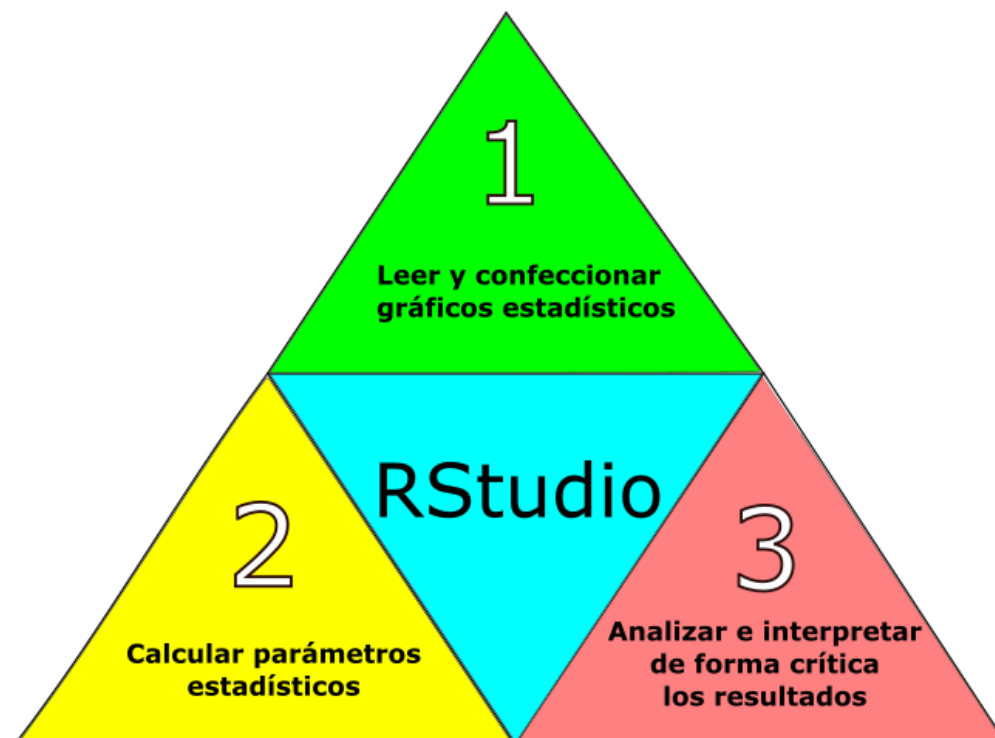 1
Leer y confeccionar
gráficos estadísticos
RStudio
2
Calcular parámetros
estadísticos
3
Analizar e interpretar
de forma crítica
los resultados